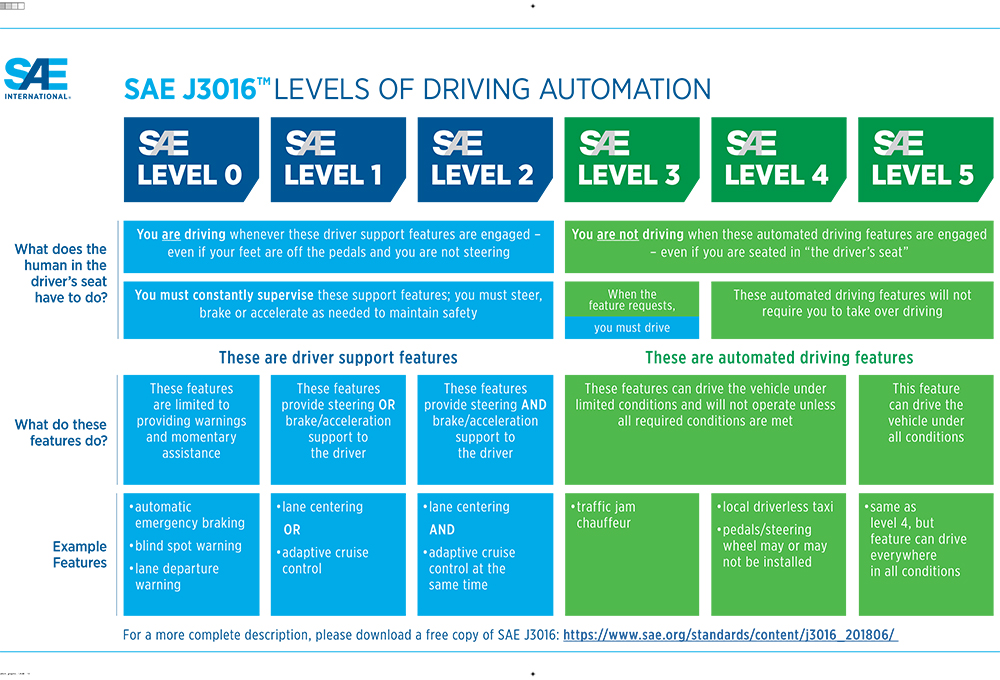 SAE
INTERNATIONAL®
SAE J3016™ LEVELS OF DRIVING AUTOMATION
SAE
LEVEL 0
SAE
LEVEL 1
SAE
LEVEL 2
SAE
LEVEL 3
SAE
LEVEL 4
SAE
LEVEL 5
What does the
human in the
driver's seat
have to do?
You are driving whenever these driver support features are engaged –
even if your feet are off the pedals and you are not steering
You are not driving when these automated driving features are engaged
– even if you are seated in “the driver's seat”
You must constantly supervise these support features; you must steer,
brake or accelerate as needed to maintain safety
When the
feature requests,
you must drive
These automated driving features will not
require you to take over driving
These are driver support features
These are automated driving features
What do these
features do?
These features
are limited to
providing warnings
and momentary
assistance
These features
provide steering OR
brake/acceleration
support to
the driver
These features
provide steering AND
brake/acceleration
support to
the driver
These features can drive the vehicle under
limited conditions and will not operate unless
all required conditions are met
This feature
can drive the
vehicle under
all conditions
Example
Features
•automatic
emergency braking
•blind spot warning
•lane departure
warning
•lane centering
OR
•adaptive cruise
control
•lane centering
AND
•adaptive cruise
control at the
same time
•traffic jam
chauffeur
•local driverless taxi
•pedals/steering
wheel may or may
not be installed
•same as
level 4, but
feature can drive
everywhere
in all conditions
For a more complete description, please download a free copy of SAE J3016: https://www.sae.org/standards/content/j3016_201806/